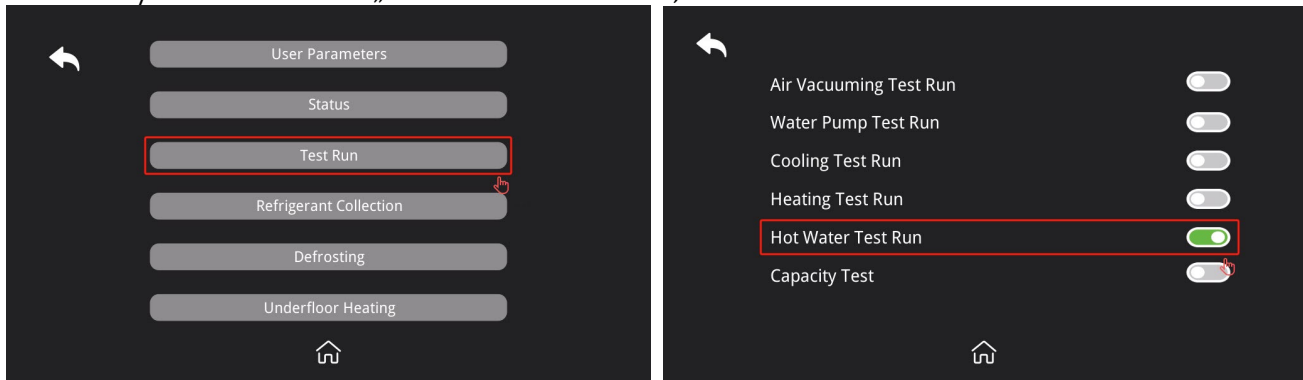 User Parameters
Status
Test Run
Refrigerant Collection
Defrosting
Underfloor Heating
Air Vacuuming Test Run
Water Pump Test Run
Cooling Test Run
Heating Test Run
Hot Water Test Run
Capacity Test